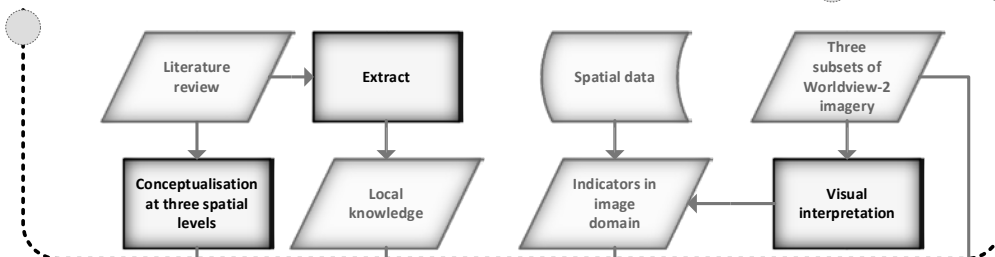 Literature
review
Extract
Spatial data
Three
subsets of
Worldview-2
imagery
Conceptualisation
at three spatial
levels
Local
knowledge
Indicators in
image
domain
Visual
interpretation